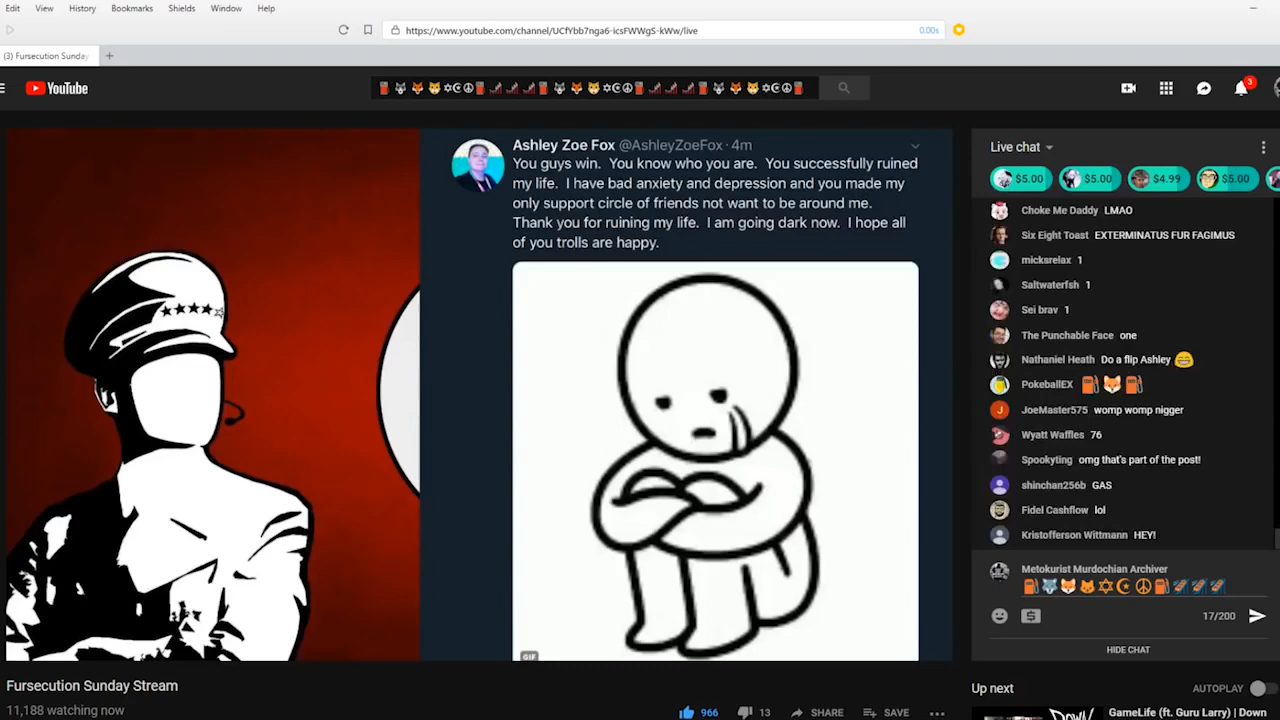 Edit View History Bookmarks Shields Window Help
https://www.youtube.com/channel/UCfYbb7nga6-icsFWWgS-kWw/live 0.00s
(3) Fursecution Sunday
YouTube
3
Ashley Zoe Fox @AshleyZoeFox · 4m
You guys win. You know who you are. You successfully ruined
my life. I have bad anxiety and depression and you made my
only support circle of friends not want to be around me.
Thank you for ruining my life. I am going dark now. I hope all
of you trolls are happy.
GIF
Live chat
$5.00 $5.00 $4.99 $5.00
Choke Me Daddy LMAO
Six Eight Toast EXTERMINATUS FUR FAGIMUS
micksrelax 1
Saltwaterfsh 1
Sei brav 1
The Punchable Face one
Nathaniel Heath Do a flip Ashley 😄
PokeballEX ⛽🦊⛽
JoeMaster575 womp womp nigger
Wyatt Waffles 76
Spookyting omg that's part of the post!
shinchan256b GAS
Fidel Cashflow lol
Kristofferson Wittmann HEY!
Metokurist Murdochian Archiver
17/200
HIDE CHAT
Fursecution Sunday Stream
11,188 watching now
966 13 SHARE SAVE
Up next AUTOPLAY
GameLife (ft. Guru Larry) | Down